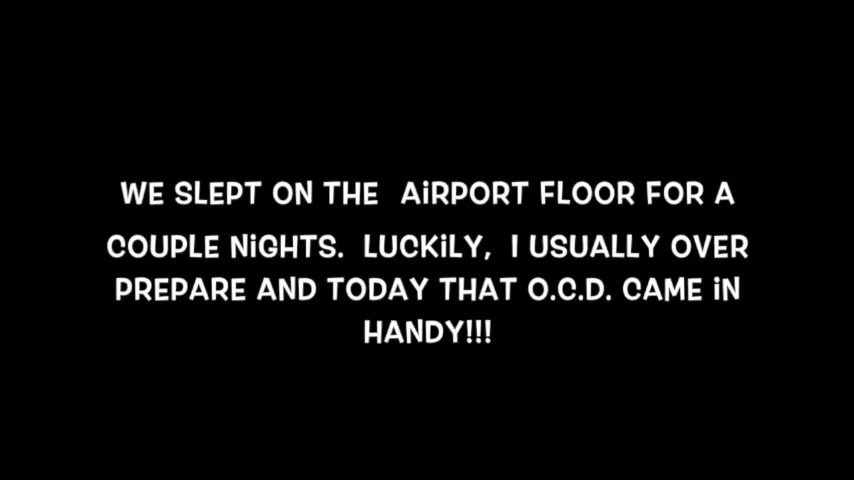 WE SLEPT ON THE AiRPORT FLOOR FOR A
COUPLE NiGHTS. LUCKiLY, I USUALLY OVER
PREPARE AND TODAY THAT O.C.D. CAME iN
HANDY!!!